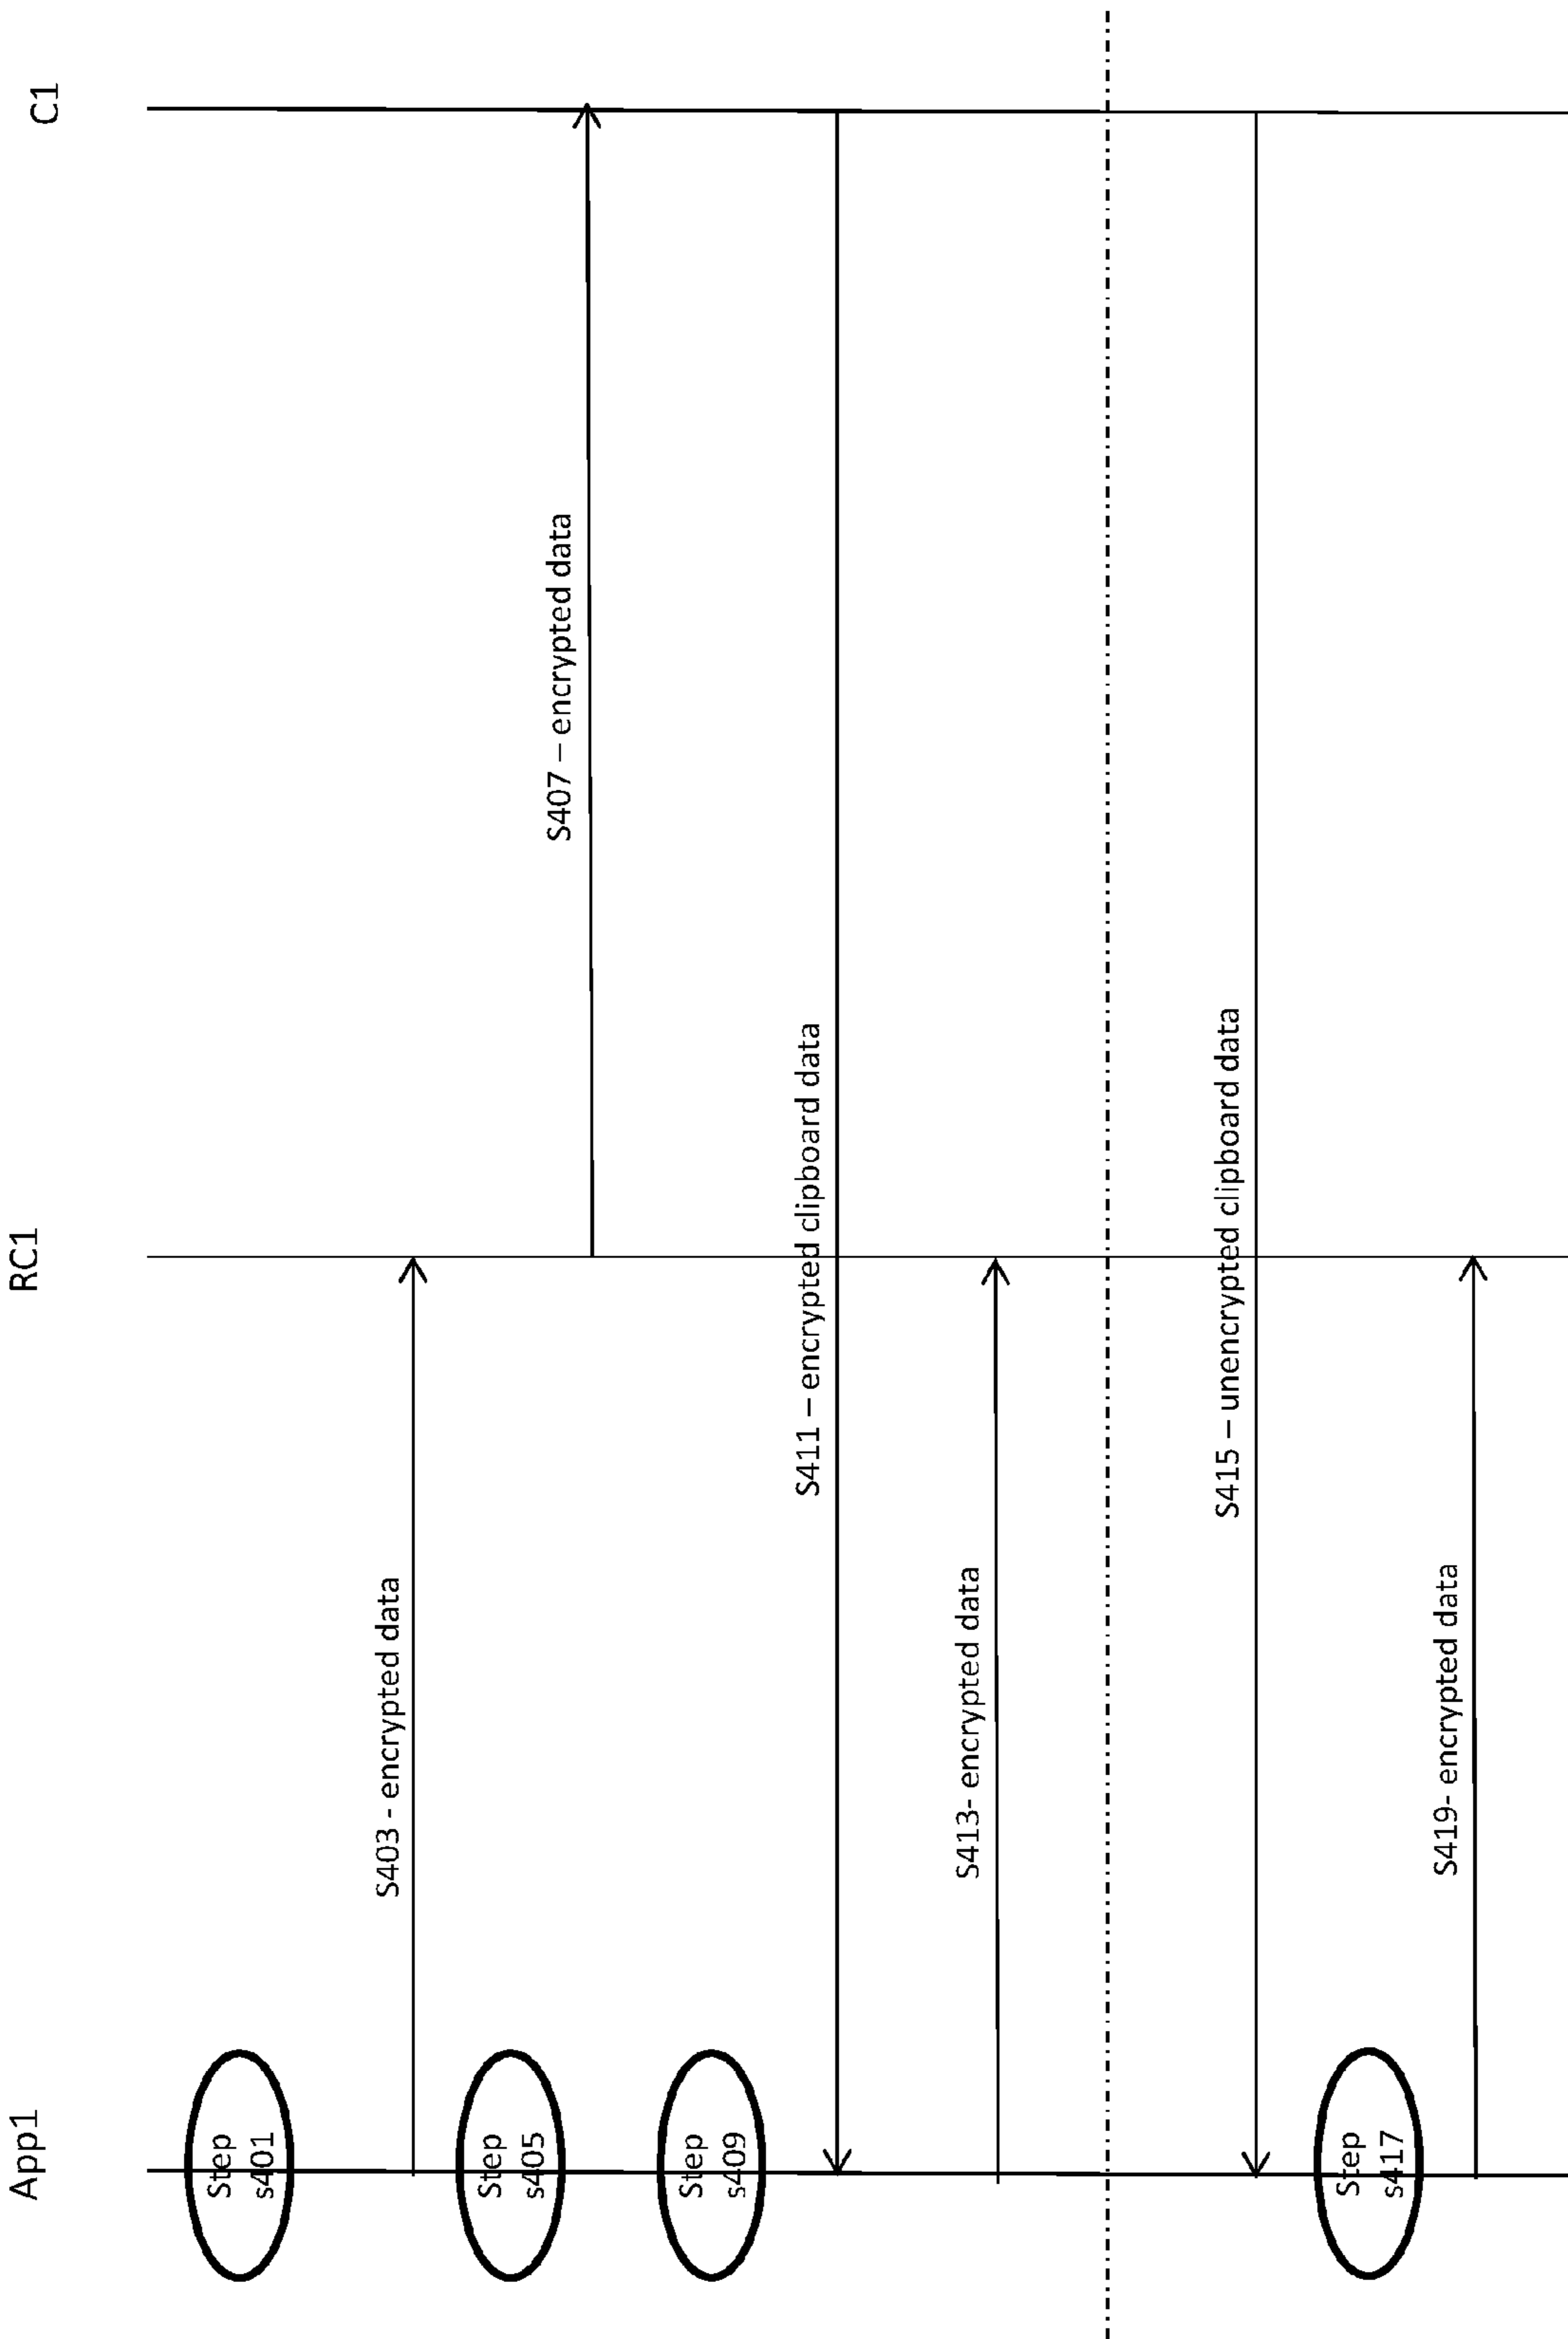 App1
RC1
C1
Step
s401
S403 - encrypted data
Step
s405
S407 – encrypted data
Step
s409
S411 – encrypted clipboard data
S413- encrypted data
S415 – unencrypted clipboard data
Step
s417
S419- encrypted data